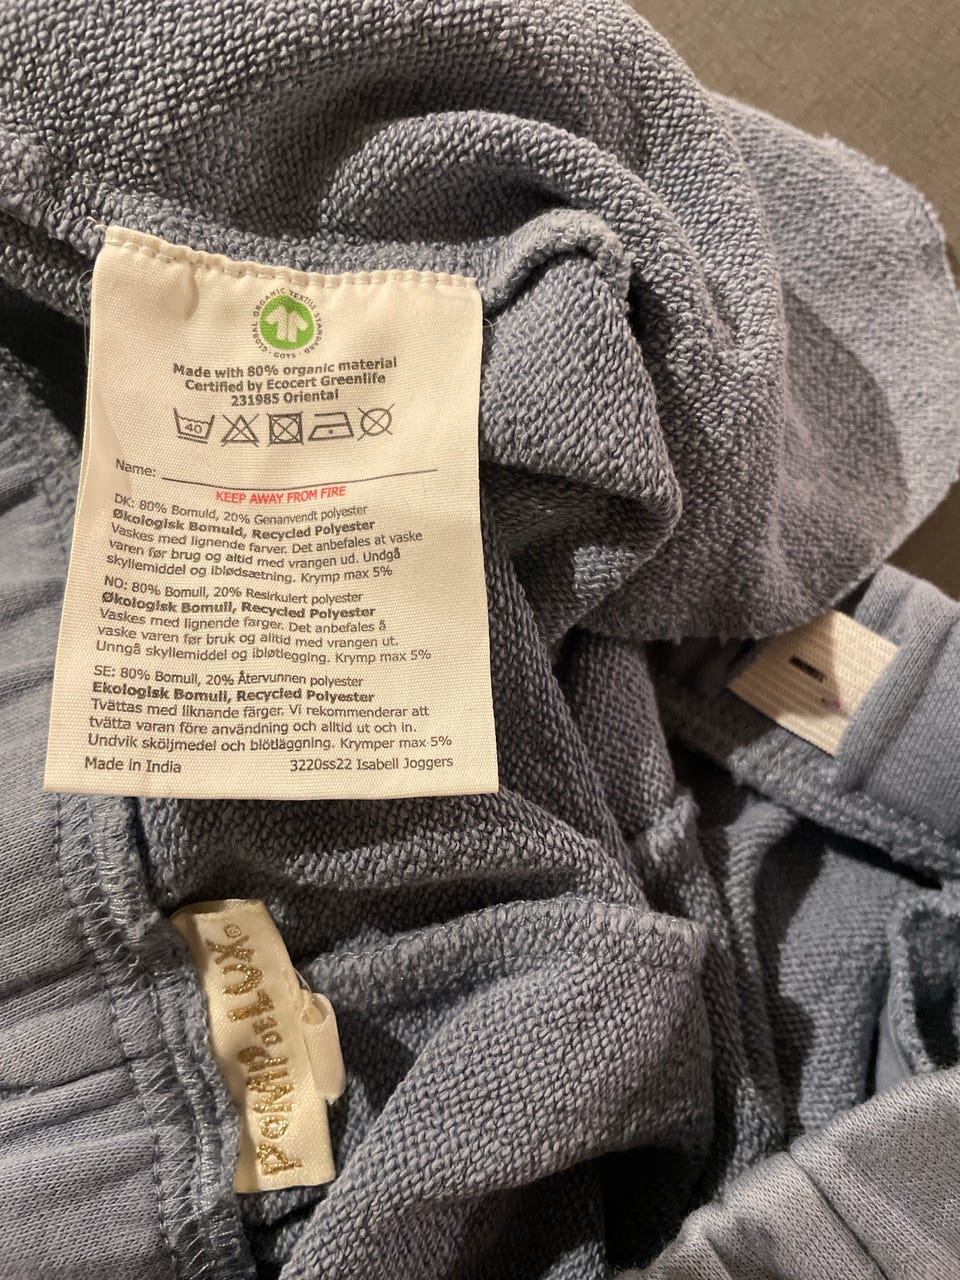 GLOBAL ORGANIC TEXTILE STANDARD · GOTS ·
Made with 80% organic material
Certified by Ecocert Greenlife
231985 Oriental
40
Name:
KEEP AWAY FROM FIRE
DK: 80% Bomuld, 20% Genanvendt polyester
Økologisk Bomuld, Recycled Polyester
Vaskes med lignende farver. Det anbefales at vaske
varen før brug og altid med vrangen ud. Undgå
skyllemiddel og iblødsætning. Krymp max 5%
NO: 80% Bomull, 20% Resirkulert polyester
Økologisk Bomull, Recycled Polyester
Vaskes med lignende farger. Det anbefales å
vaske varen før bruk og alltid med vrangen ut.
Unngå skyllemiddel og ibløtlegging. Krymp max 5%
SE: 80% Bomull, 20% Återvunnen polyester
Ekologisk Bomull, Recycled Polyester
Tvättas med liknande färger. Vi rekommenderar att
tvätta varan före användning och alltid ut och in.
Undvik sköljmedel och blötläggning. Krymper max 5%
Made in India 3220ss22 Isabell Joggers
POMP DE LUX®